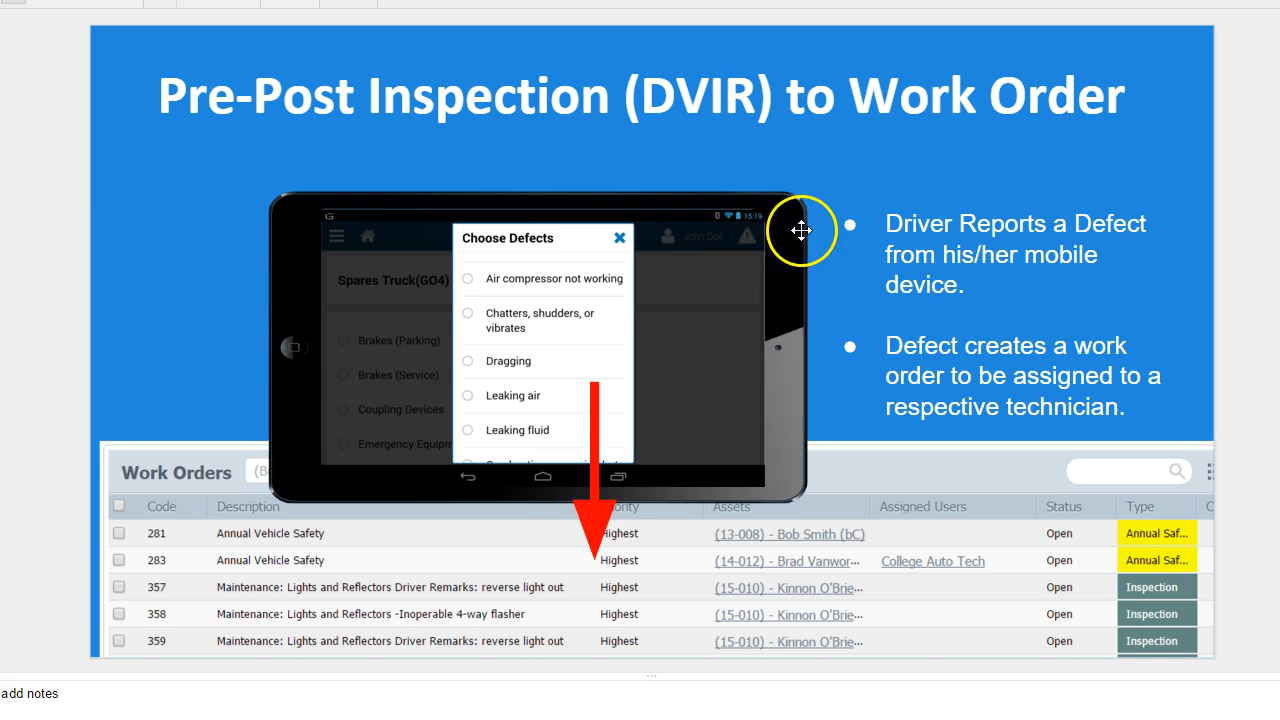 Pre-Post Inspection (DVIR) to Work Order
15:19
John Doe
Choose Defects
Spares Truck(GO4)
Air compressor not working
Chatters, shudders, or
vibrates
Dragging
Leaking air
Leaking fluid
Brakes (Parking)
Brakes (Service)
Coupling Devices
Emergency Equipm
● Driver Reports a Defect
from his/her mobile
device.
● Defect creates a work
order to be assigned to a
respective technician.
Work Orders
Code Description Assets Assigned Users Status Type
281 Annual Vehicle Safety Highest (13-008) - Bob Smith (bC) Open Annual Saf...
283 Annual Vehicle Safety Highest (14-012) - Brad Vanwor... College Auto Tech Open Annual Saf...
357 Maintenance: Lights and Reflectors Driver Remarks: reverse light out Highest (15-010) - Kinnon O'Brie... Open Inspection
358 Maintenance: Lights and Reflectors -Inoperable 4-way flasher Highest (15-010) - Kinnon O'Brie... Open Inspection
359 Maintenance: Lights and Reflectors Driver Remarks: reverse light out Highest (15-010) - Kinnon O'Brie... Open Inspection
add notes